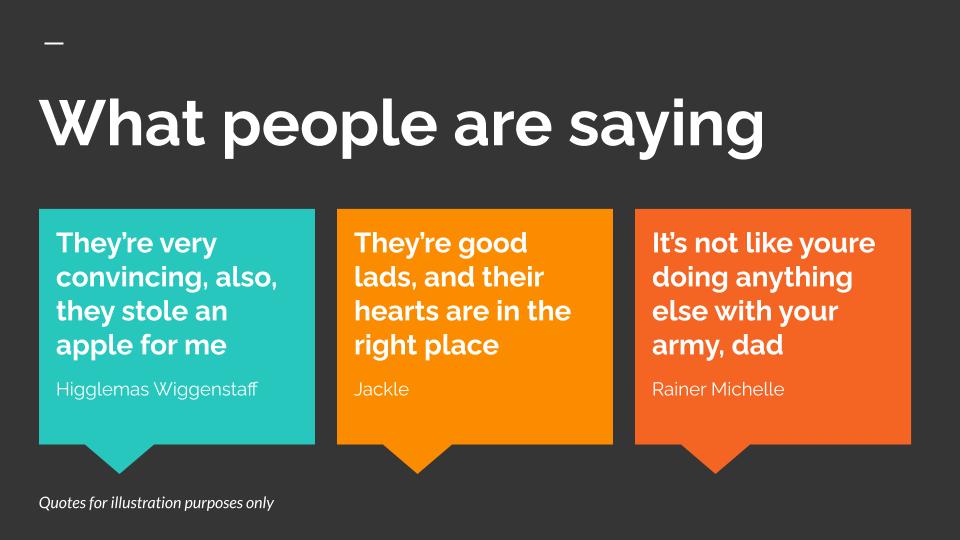 What people are saying
They’re very
convincing, also,
they stole an
apple for me
Higglemas Wiggenstaff
They’re good
lads, and their
hearts are in the
right place
Jackle
It’s not like youre
doing anything
else with your
army, dad
Rainer Michelle
Quotes for illustration purposes only